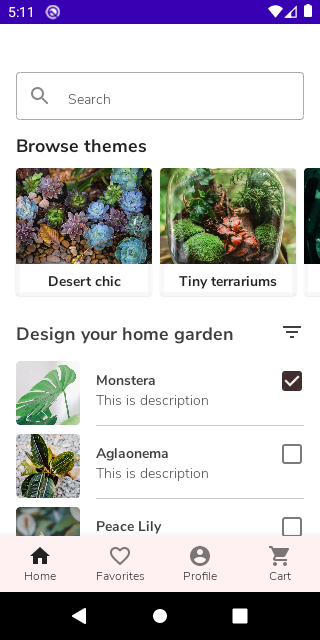 5:11
Search
Browse themes
Desert chic
Tiny terrariums
Design your home garden
Monstera
This is description
Aglaonema
This is description
Peace Lily
Home
Favorites
Profile
Cart